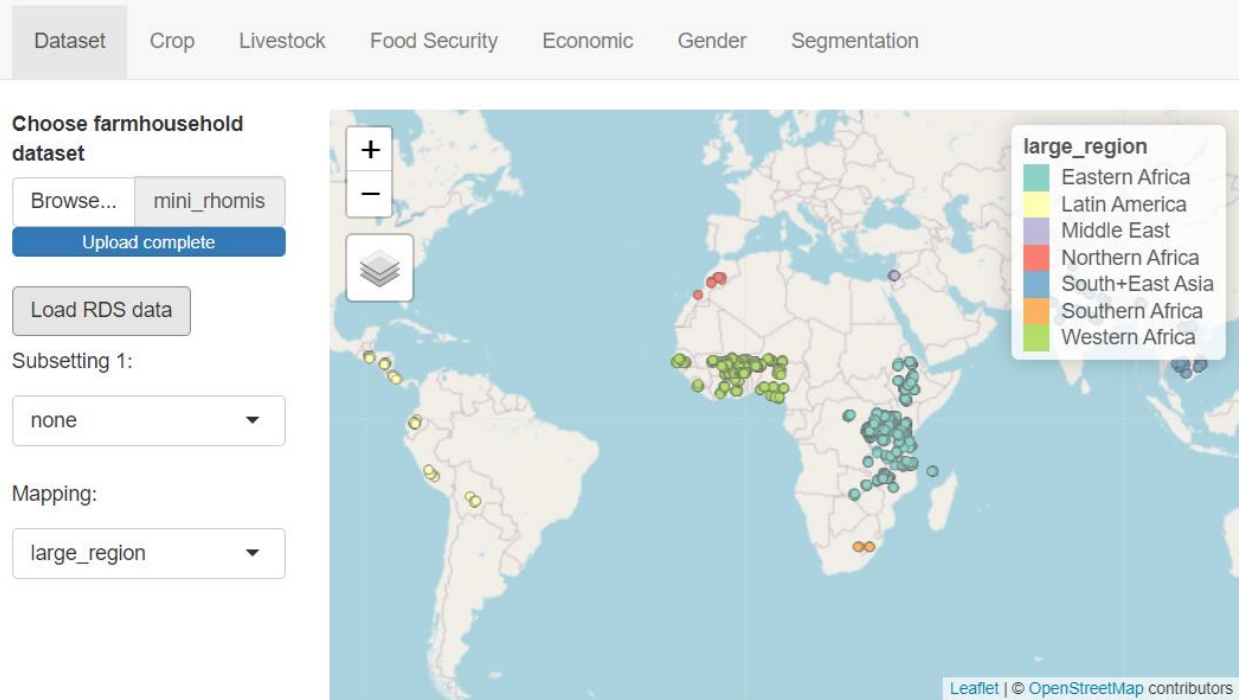 Dataset Crop Livestock Food Security Economic Gender Segmentation
Choose farmhousehold
dataset
Browse... mini_rhomis
Upload complete
Load RDS data
Subsetting 1:
none
Mapping:
large_region
+
−
large_region
Eastern Africa
Latin America
Middle East
Northern Africa
South+East Asia
Southern Africa
Western Africa
Leaflet | © OpenStreetMap contributors